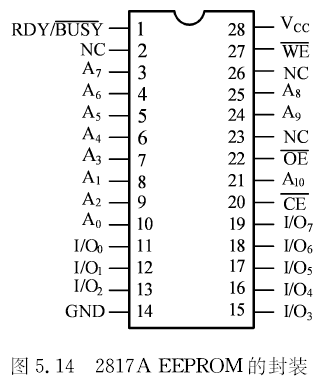 RDY/BUSY 1 28 VCC
NC 2 27 WE
A7 3 26 NC
A6 4 25 A8
A5 5 24 A9
A4 6 23 NC
A3 7 22 OE
A1 8 21 A10
A2 9 20 CE
A0 10 19 I/O7
I/O0 11 18 I/O6
I/O1 12 17 I/O5
I/O2 13 16 I/O4
GND 14 15 I/O3
图 5.14 2817A EEPROM 的封装